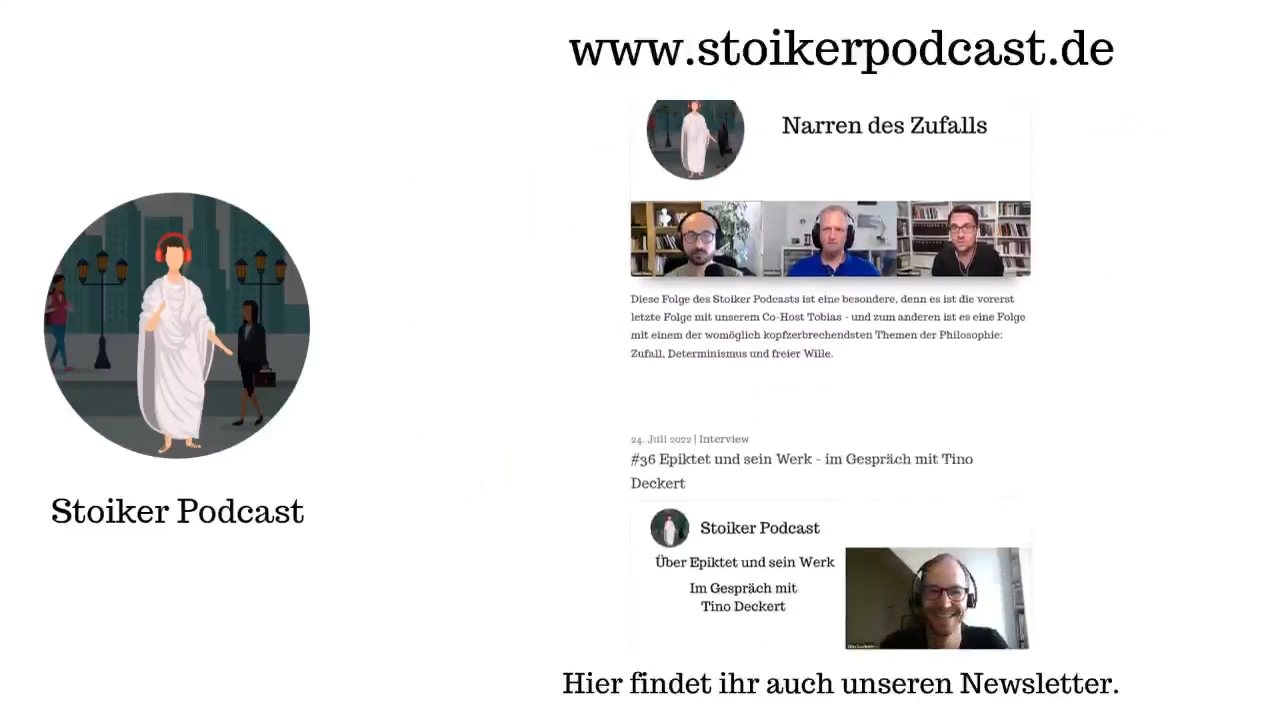 www.stoikerpodcast.de
Narren des Zufalls
Diese Folge des Stoiker Podcasts ist eine besondere, denn es ist die vorerst
letzte Folge mit unserem Co-Host Tobias - und zum anderen ist es eine Folge
mit einem der womöglich kopfzerbrechendsten Themen der Philosophie:
Zufall, Determinismus und freier Wille.
24. Juli 2022 | Interview
#36 Epiktet und sein Werk - im Gespräch mit Tino
Deckert
Stoiker Podcast
Über Epiktet und sein Werk
Im Gespräch mit
Tino Deckert
Stoiker Podcast
Hier findet ihr auch unseren Newsletter.